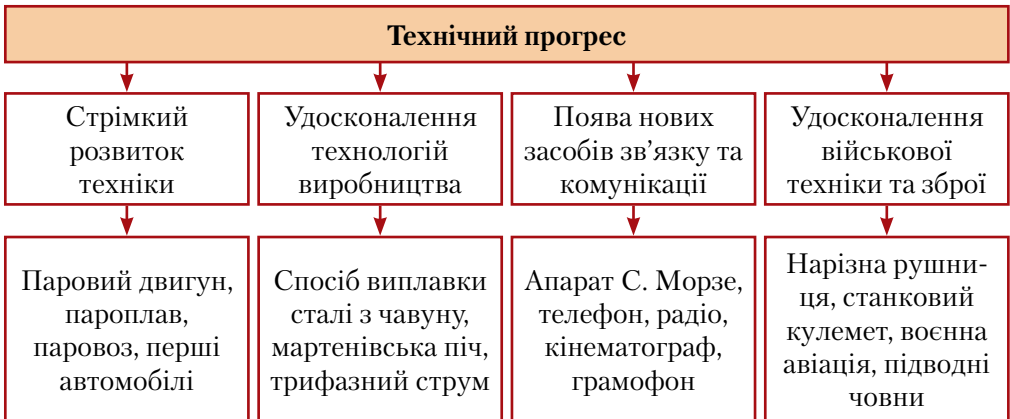 Технічний прогрес
Стрімкий
розвиток
техніки
Удосконалення
технологій
виробництва
Поява нових
засобів зв'язку та
комунікації
Удосконалення
військової
техніки та зброї
Паровий двигун,
пароплав,
паровоз, перші
автомобілі
Спосіб виплавки
сталі з чавуну,
мартенівська піч,
трифазний струм
Апарат С. Морзе,
телефон, радіо,
кінематограф,
грамофон
Нарізна рушни-
ця, станковий
кулемет, воєнна
авіація, підводні
човни